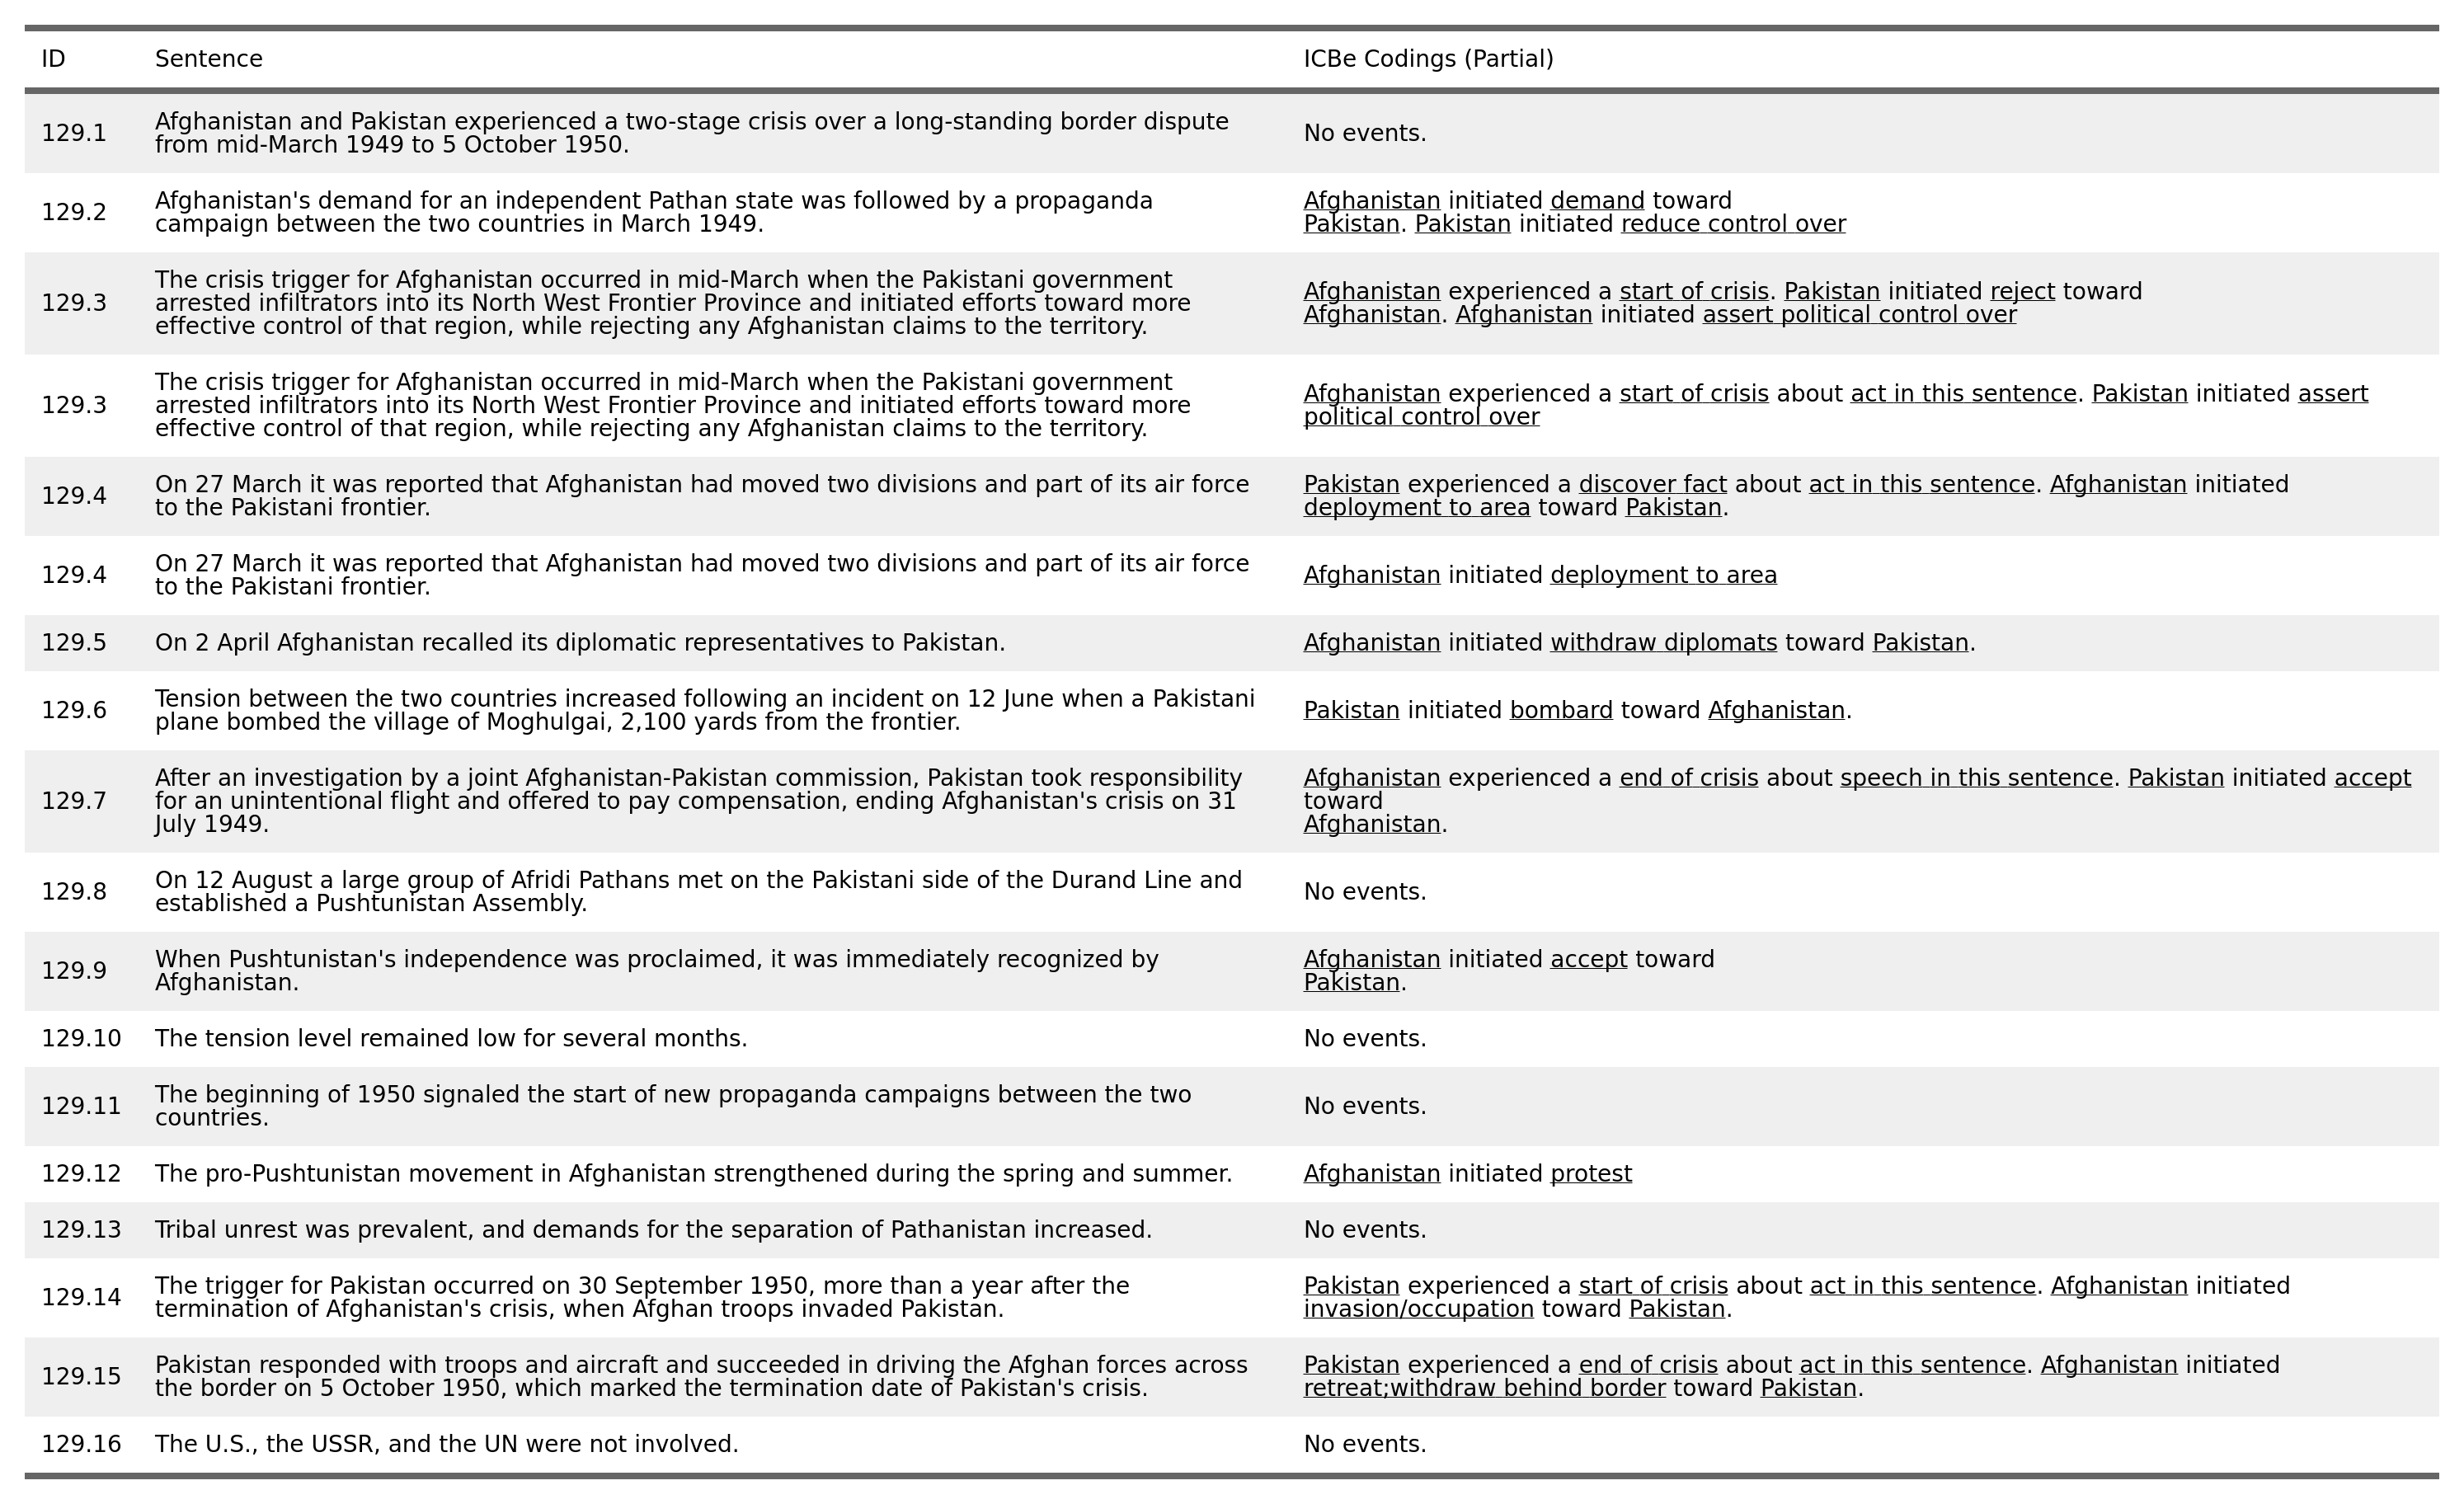 ID Sentence ICBe Codings (Partial)
129.1 Afghanistan and Pakistan experienced a two-stage crisis over a long-standing border dispute
from mid-March 1949 to 5 October 1950.
No events.
129.2 Afghanistan's demand for an independent Pathan state was followed by a propaganda
campaign between the two countries in March 1949.
Afghanistan initiated demand toward
Pakistan. Pakistan initiated reduce control over
129.3 The crisis trigger for Afghanistan occurred in mid-March when the Pakistani government
arrested infiltrators into its North West Frontier Province and initiated efforts toward more
effective control of that region, while rejecting any Afghanistan claims to the territory.
Afghanistan experienced a start of crisis. Pakistan initiated reject toward
Afghanistan. Afghanistan initiated assert political control over
129.3 The crisis trigger for Afghanistan occurred in mid-March when the Pakistani government
arrested infiltrators into its North West Frontier Province and initiated efforts toward more
effective control of that region, while rejecting any Afghanistan claims to the territory.
Afghanistan experienced a start of crisis about act in this sentence. Pakistan initiated assert
political control over
129.4 On 27 March it was reported that Afghanistan had moved two divisions and part of its air force
to the Pakistani frontier.
Pakistan experienced a discover fact about act in this sentence. Afghanistan initiated
deployment to area toward Pakistan.
129.4 On 27 March it was reported that Afghanistan had moved two divisions and part of its air force
to the Pakistani frontier.
Afghanistan initiated deployment to area
129.5 On 2 April Afghanistan recalled its diplomatic representatives to Pakistan.
Afghanistan initiated withdraw diplomats toward Pakistan.
129.6 Tension between the two countries increased following an incident on 12 June when a Pakistani
plane bombed the village of Moghulgai, 2,100 yards from the frontier.
Pakistan initiated bombard toward Afghanistan.
129.7 After an investigation by a joint Afghanistan-Pakistan commission, Pakistan took responsibility
for an unintentional flight and offered to pay compensation, ending Afghanistan's crisis on 31
July 1949.
Afghanistan experienced a end of crisis about speech in this sentence. Pakistan initiated accept
toward
Afghanistan.
129.8 On 12 August a large group of Afridi Pathans met on the Pakistani side of the Durand Line and
established a Pushtunistan Assembly.
No events.
129.9 When Pushtunistan's independence was proclaimed, it was immediately recognized by
Afghanistan.
Afghanistan initiated accept toward
Pakistan.
129.10 The tension level remained low for several months.
No events.
129.11 The beginning of 1950 signaled the start of new propaganda campaigns between the two
countries.
No events.
129.12 The pro-Pushtunistan movement in Afghanistan strengthened during the spring and summer.
Afghanistan initiated protest
129.13 Tribal unrest was prevalent, and demands for the separation of Pathanistan increased.
No events.
129.14 The trigger for Pakistan occurred on 30 September 1950, more than a year after the
termination of Afghanistan's crisis, when Afghan troops invaded Pakistan.
Pakistan experienced a start of crisis about act in this sentence. Afghanistan initiated
invasion/occupation toward Pakistan.
129.15 Pakistan responded with troops and aircraft and succeeded in driving the Afghan forces across
the border on 5 October 1950, which marked the termination date of Pakistan's crisis.
Pakistan experienced a end of crisis about act in this sentence. Afghanistan initiated
retreat;withdraw behind border toward Pakistan.
129.16 The U.S., the USSR, and the UN were not involved.
No events.